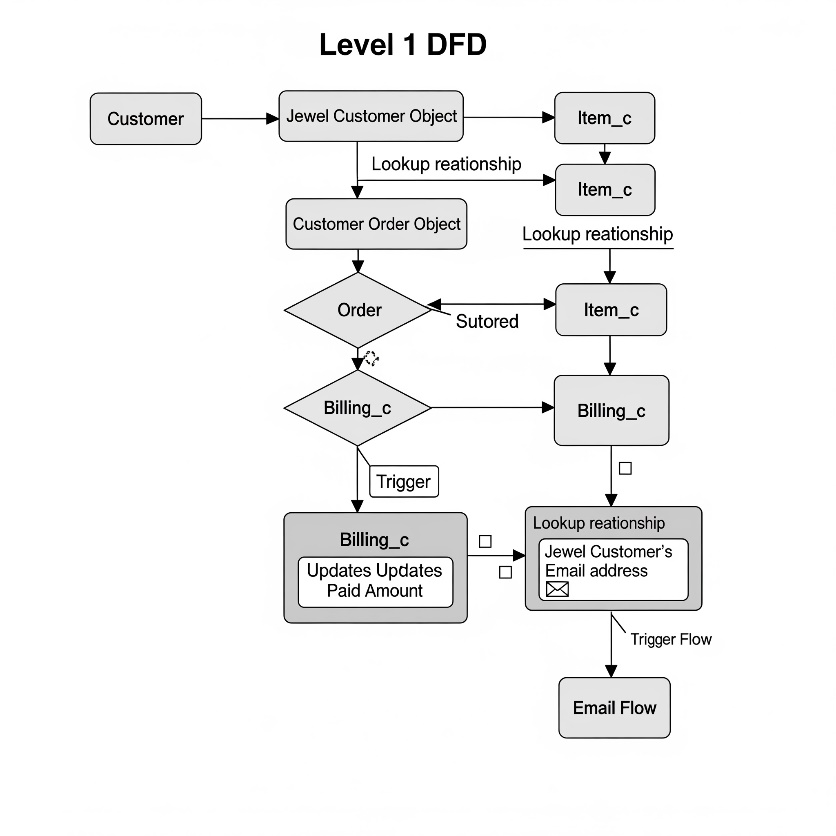 Level 1 DFD
Customer
Jewel Customer Object
Item_c
Lookup reationship
Item_c
Customer Order Object
Lookup reationship
Order
Sutored
Item_c
Billing_c
Billing_c
Trigger
Billing_c
Updates Updates
Paid Amount
Lookup reationship
Jewel Customer's
Email address
Trigger Flow
Email Flow